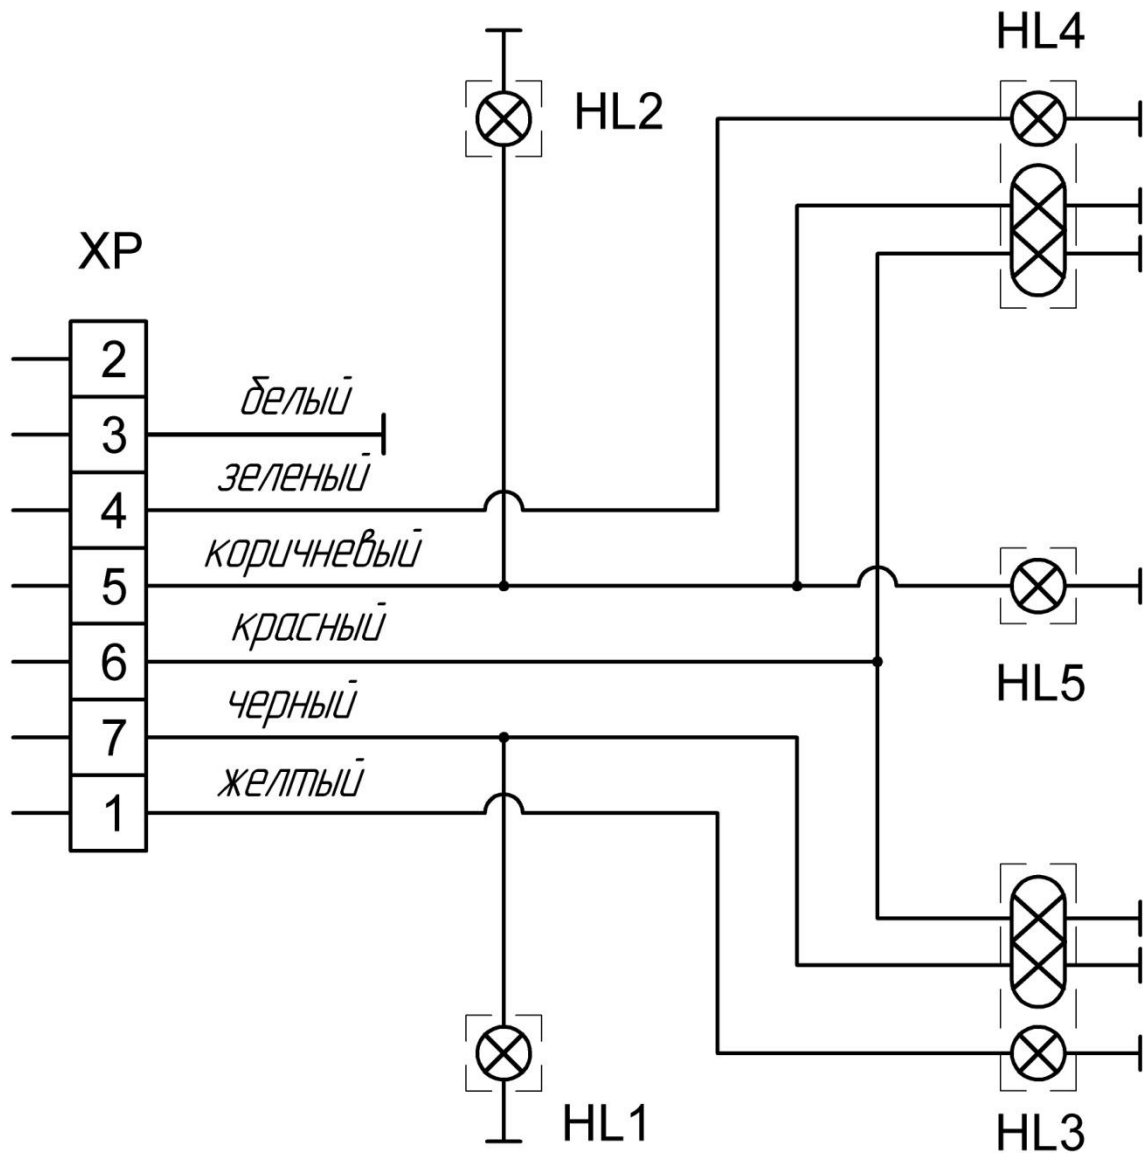 HL4
HL2
XP
2
3
белый
4
зеленый
5
коричневый
6
красный
HL5
7
черный
1
желтый
HL1
HL3